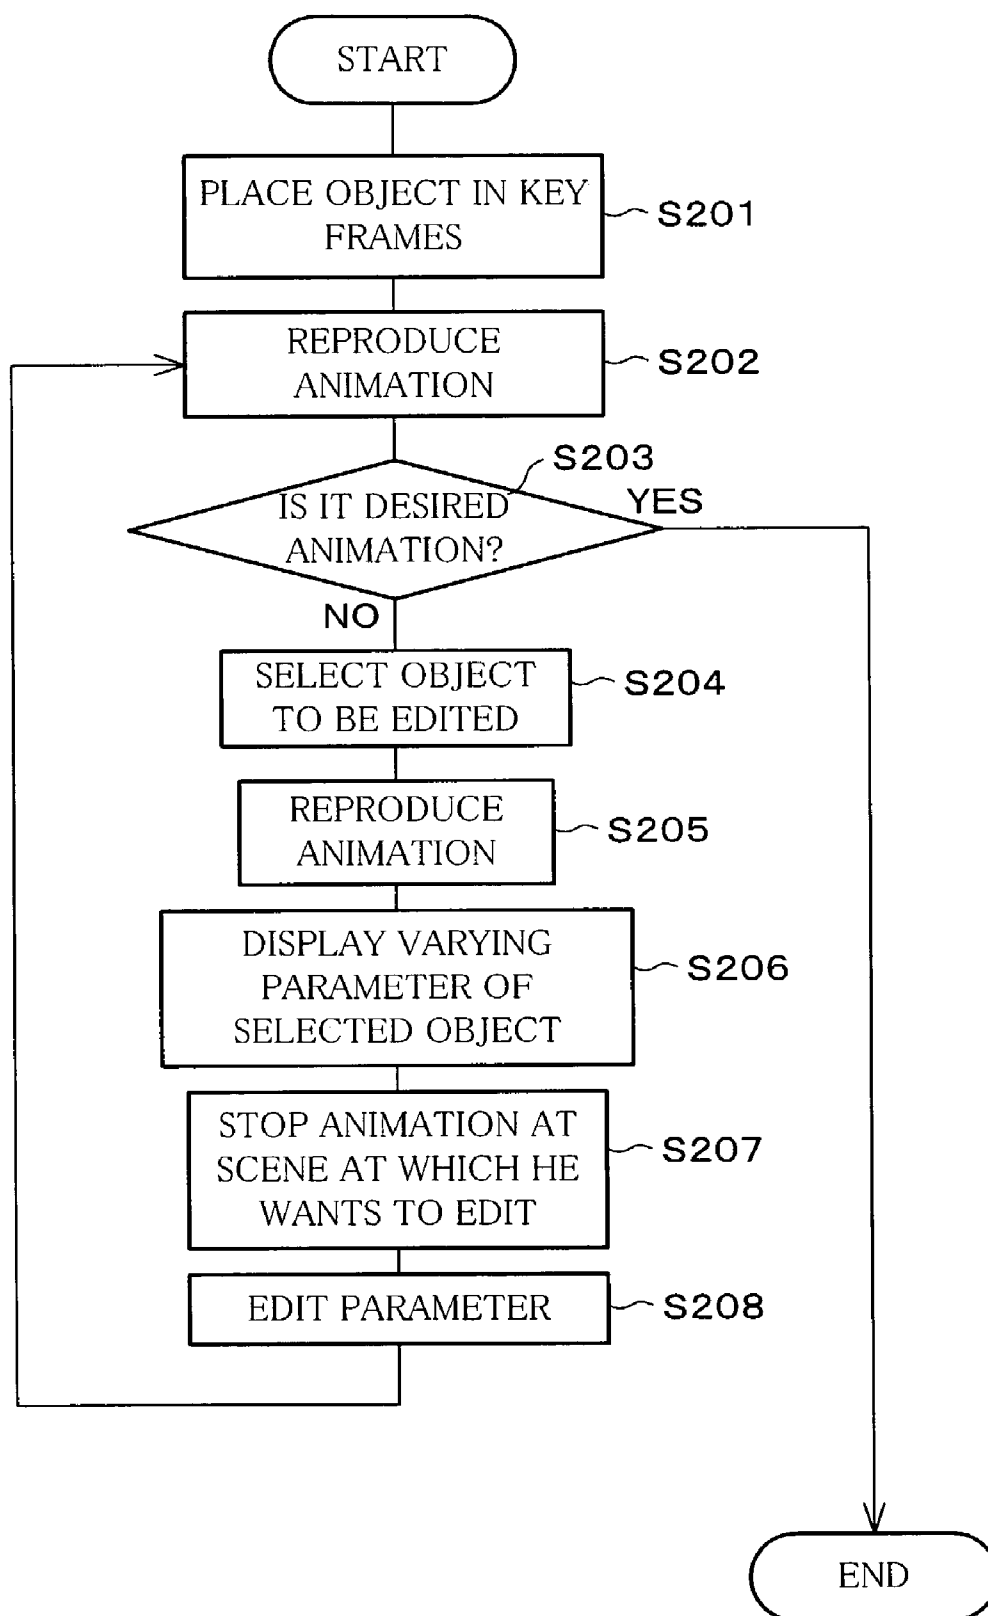 START
PLACE OBJECT IN KEY
FRAMES
S201
REPRODUCE
ANIMATION
S202
S203
IS IT DESIRED
ANIMATION?
YES
NO
SELECT OBJECT
TO BE EDITED
S204
REPRODUCE
ANIMATION
S205
DISPLAY VARYING
PARAMETER OF
SELECTED OBJECT
S206
STOP ANIMATION AT
SCENE AT WHICH HE
WANTS TO EDIT
S207
EDIT PARAMETER
S208
END